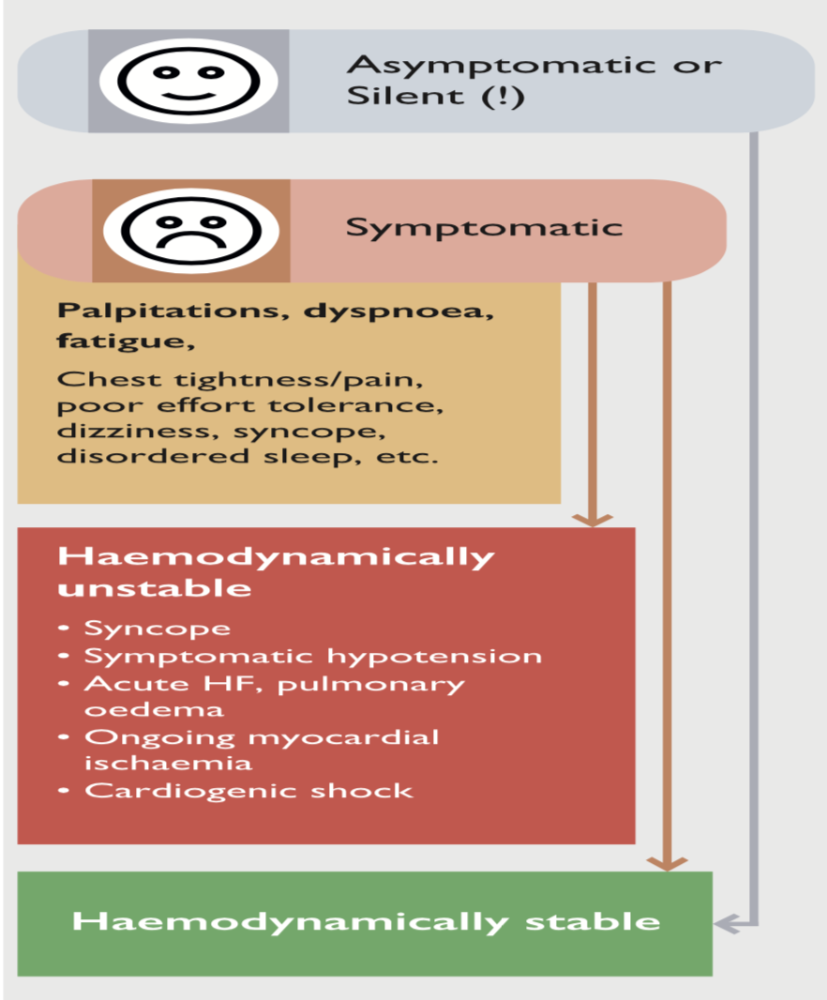 Asymptomatic or
Silent (!)
Symptomatic
Palpitations, dyspnoea,
fatigue,
Chest tightness/pain,
poor effort tolerance,
dizziness, syncope,
disordered sleep, etc.
Haemodynamically
unstable
• Syncope
• Symptomatic hypotension
• Acute HF, pulmonary
oedema
• Ongoing myocardial
ischaemia
• Cardiogenic shock
Haemodynamically stable